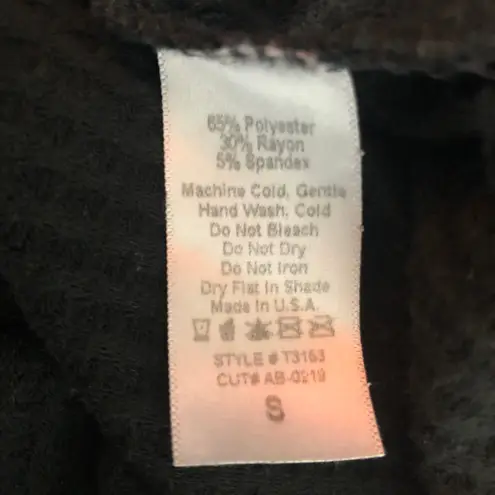 65% Polyester
30% Rayon
5% Spandex
Machine Cold, Gentle
Hand Wash, Cold
Do Not Bleach
Do Not Dry
Do Not Iron
Dry Flat In Shade
Made In U.S.A.
STYLE # T3163
CUT# AB-0219
S